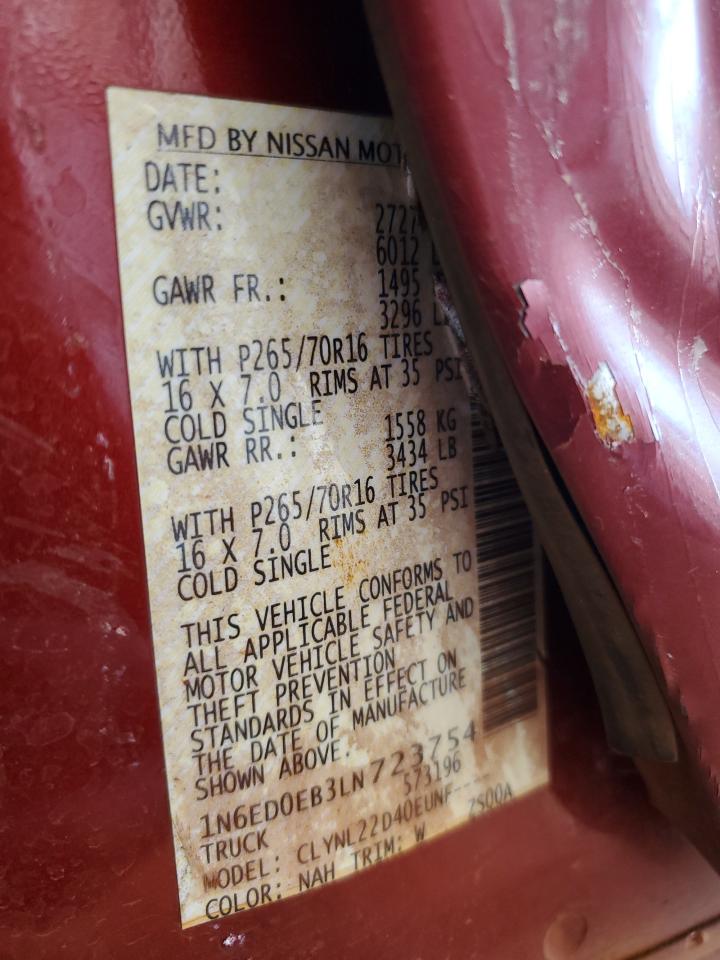 MFD BY NISSAN MOT
DATE:
GVWR: 2727
6012 L
GAWR FR.: 1495
3296 L
WITH P265/70R16 TIRES
16 X 7.0 RIMS AT 35 PSI
COLD SINGLE
GAWR RR.: 1558 KG
3434 LB
WITH P265/70R16 TIRES
16 X 7.0 RIMS AT 35 PSI
COLD SINGLE
THIS VEHICLE CONFORMS TO
ALL APPLICABLE FEDERAL
MOTOR VEHICLE SAFETY AND
THEFT PREVENTION
STANDARDS IN EFFECT ON
THE DATE OF MANUFACTURE
SHOWN ABOVE.
1N6ED0EB3LN723754
TRUCK 573196
MODEL: CLYNL22D40EUNF----
COLOR: NAH TRIM: W 7S00A